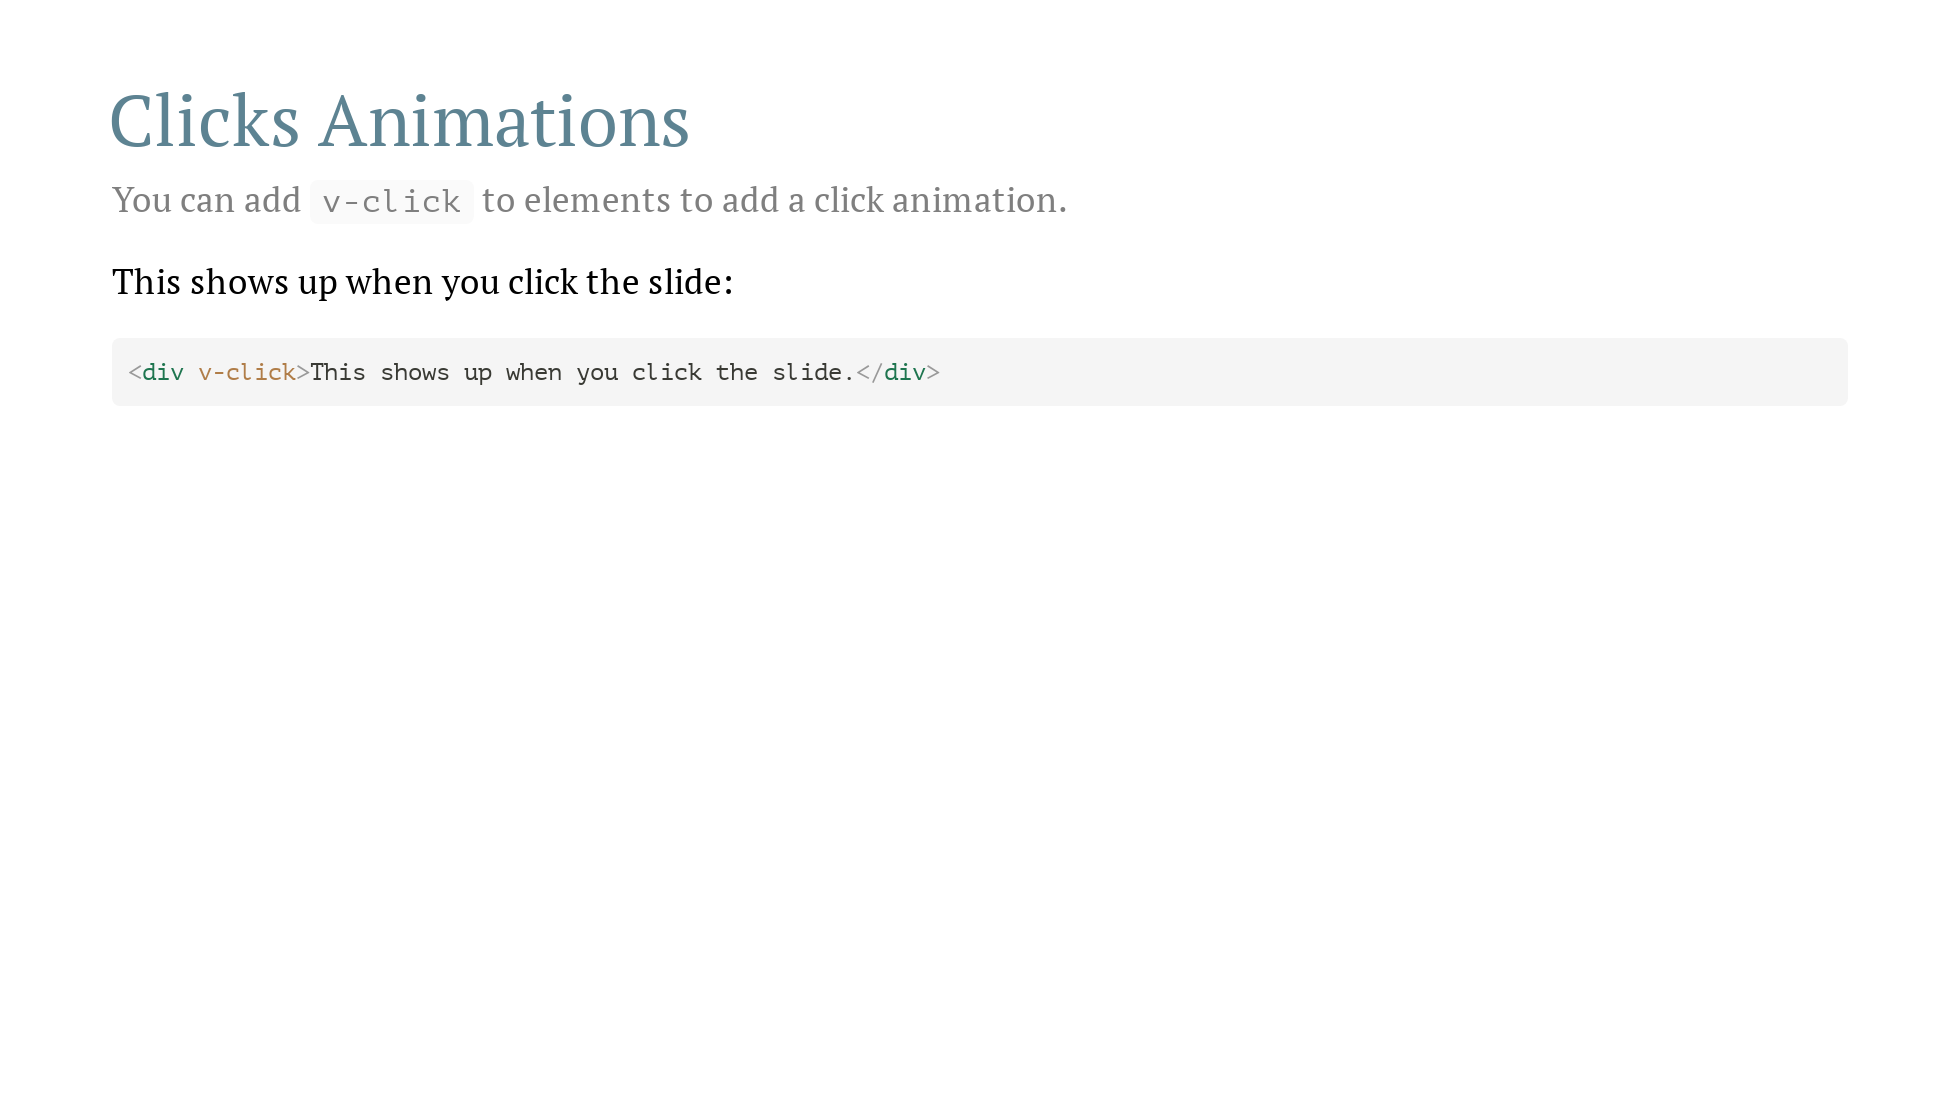 Clicks Animations
You can add v-click to elements to add a click animation.
This shows up when you click the slide:
<div v-click>This shows up when you click the slide.</div>